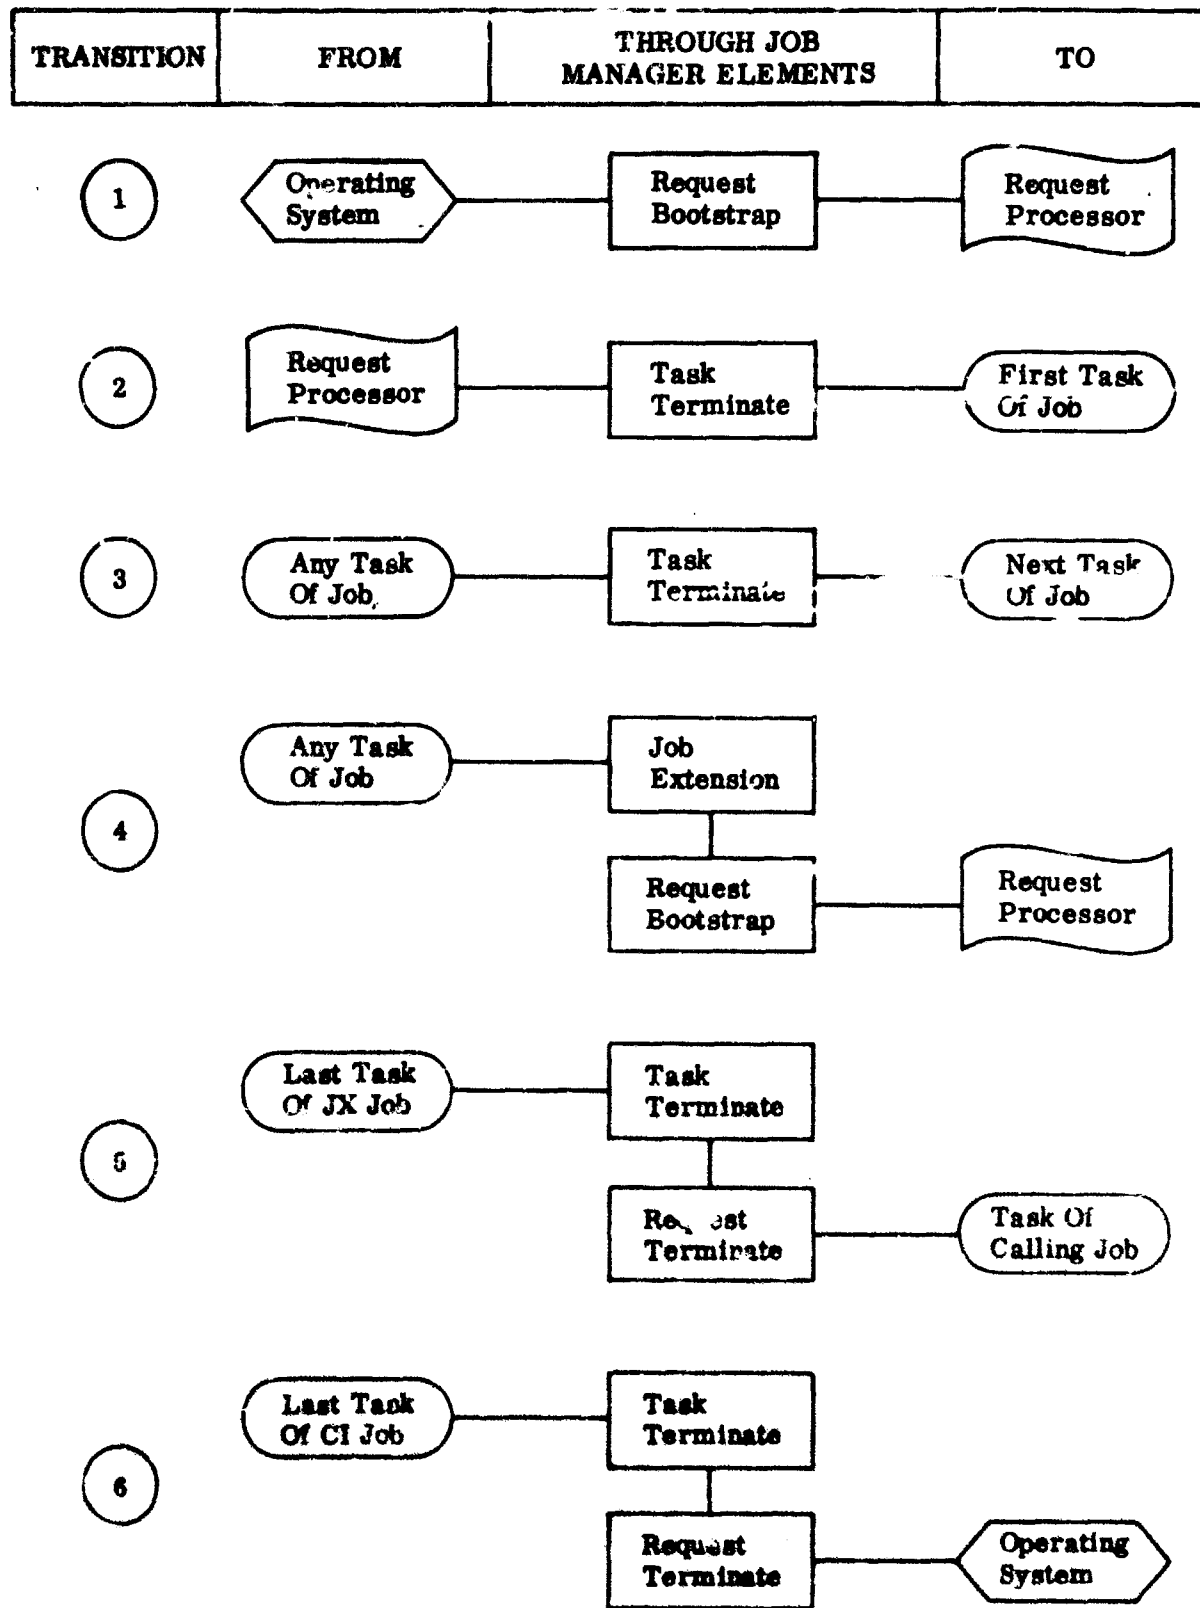 TRANSITION
FROM
THROUGH JOB
MANAGER ELEMENTS
TO
1
Operating
System
Request
Bootstrap
Request
Processor
2
Request
Processor
Task
Terminate
First Task
Of Job
3
Any Task
Of Job
Task
Terminate
Next Task
Of Job
4
Any Task
Of Job
Job
Extension
Request
Bootstrap
Request
Processor
5
Last Task
Of JX Job
Task
Terminate
Request
Terminate
Task Of
Calling Job
6
Last Task
Of CI Job
Task
Terminate
Request
Terminate
Operating
System